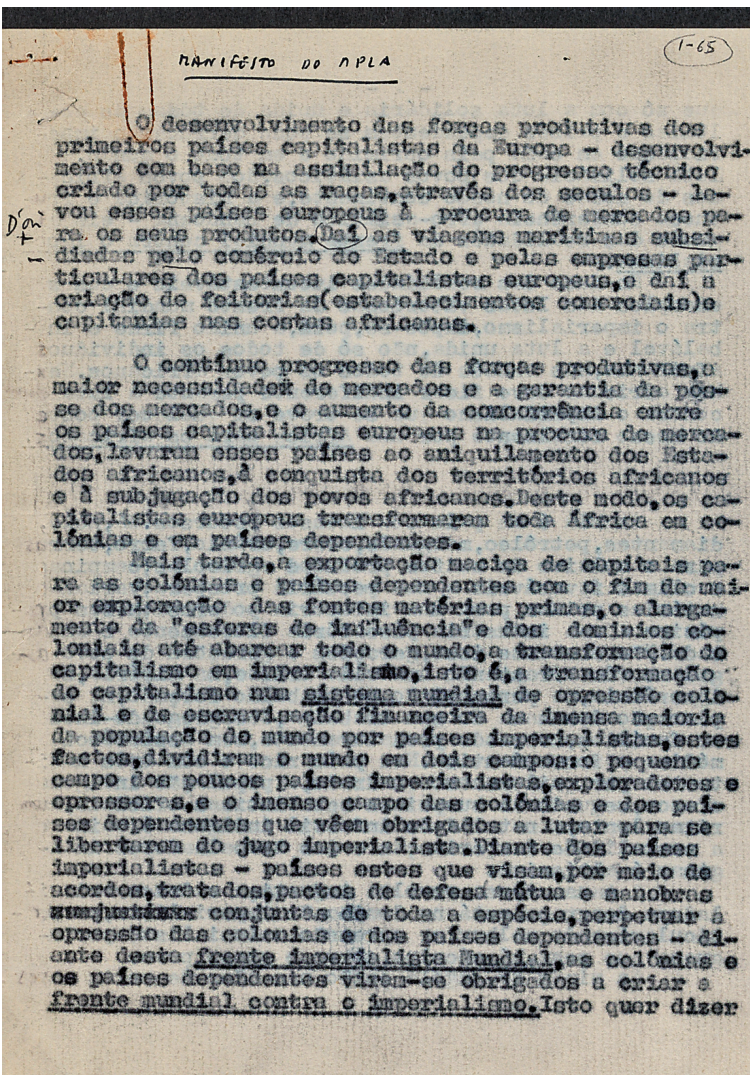 MANIFESTO DO MPLA
1-65
O desenvolvimento das forças produtivas dos
primeiros países capitalistas da Europa - desenvolvi-
mento com base na assimilação do progresso técnico
criado por todas as raças,através dos seculos - le-
vou esses países europeus à procura de mercados pa-
ra os seus produtos.Daí as viagens marítimas subsi-
diadas pelo comércio do Estado e pelas empresas par-
ticulares dos países capitalistas europeus,e daí a
criação de feitorias(estabelecimentos comerciais)e
capitanias nas costas africanas.
O contínuo progresso das forças produtivas,a
maior necessidade de mercados e a garantia da pos-
se dos mercados,e o aumento da concorrência entre
os países capitalistas europeus na procura de merca-
dos,levaram esses países ao aniquilamento dos Esta-
dos africanos,à conquista dos territórios africanos
e à subjugação dos povos africanos.Deste modo,os ca-
pitalistas europeus transformaram toda África em co-
lónias e em países dependentes.
Mais tarde,a exportação maciça de capitais pa-
ra as colónias e países dependentes com o fim de mai-
or exploração das fontes matérias primas,o alarga-
mento da "esferas de influência"e dos dominios co-
loniais até abarcar todo o mundo,a transformação do
capitalismo em imperialismo,isto é,a transformação
do capitalismo num sistema mundial de opressão colo-
nial e de escravisação financeira da imensa maioria
da população do mundo por países imperialistas,estes
factos,dividiram o mundo em dois campos:o pequeno
campo dos poucos países imperialistas,exploradores e
opressores,e o imenso campo das colónias e dos paí-
ses dependentes que vêem obrigados a lutar para se
libertarem do jugo imperialista.Diante dos países
imperialistas - países estes que visam,por meio de
acordos,tratados,pactos de defesa mútua e manobras
conjuntas de toda a espécie,perpetuar a
opressão das colonias e dos países dependentes - di-
ante desta frente imperialista Mundial,as colónias e
os países dependentes viram-se obrigados a criar a
frente mundial contra o imperialismo.Isto quer dizer